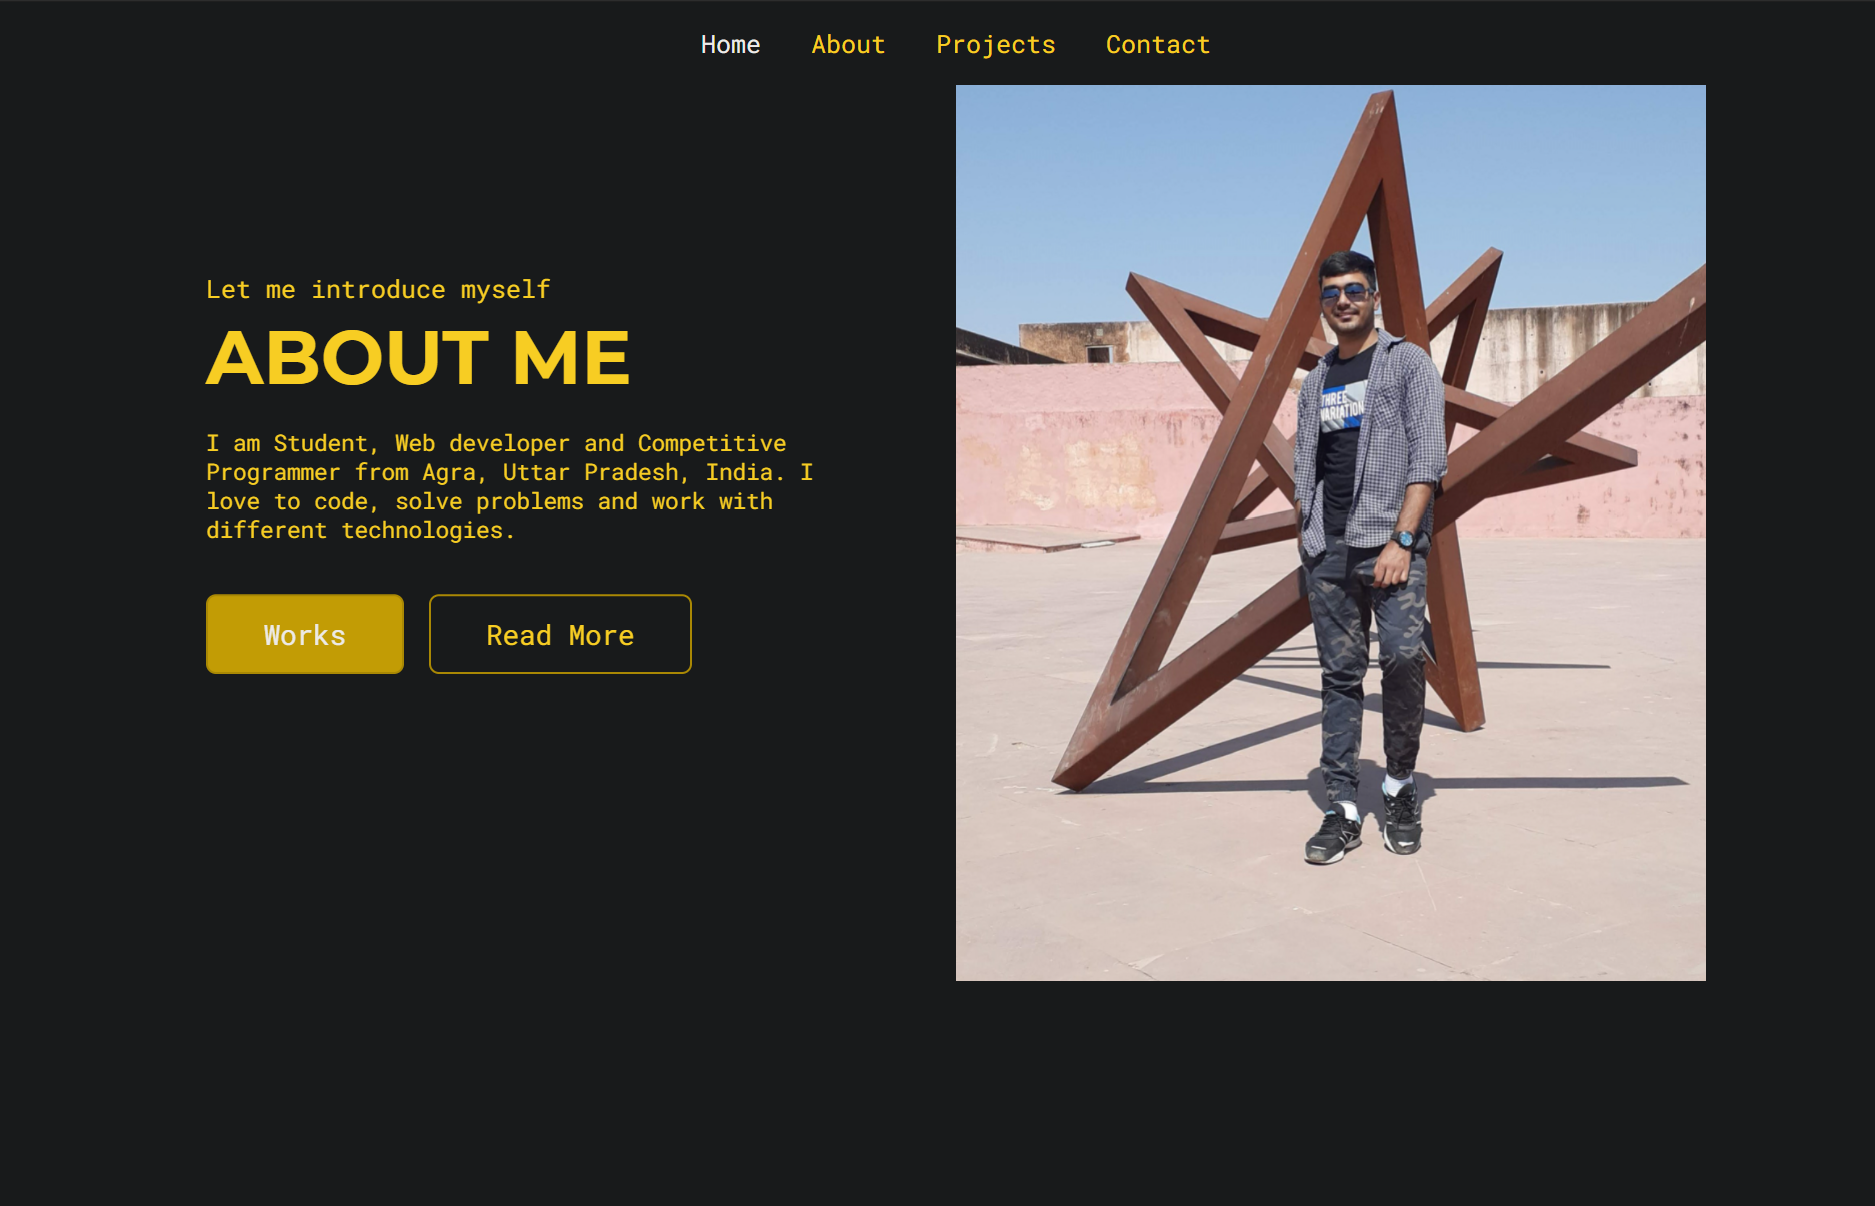 Home About Projects Contact
Let me introduce myself
ABOUT ME
I am Student, Web developer and Competitive
Programmer from Agra, Uttar Pradesh, India. I
love to code, solve problems and work with
different technologies.
Works Read More
THREE
VARIATION